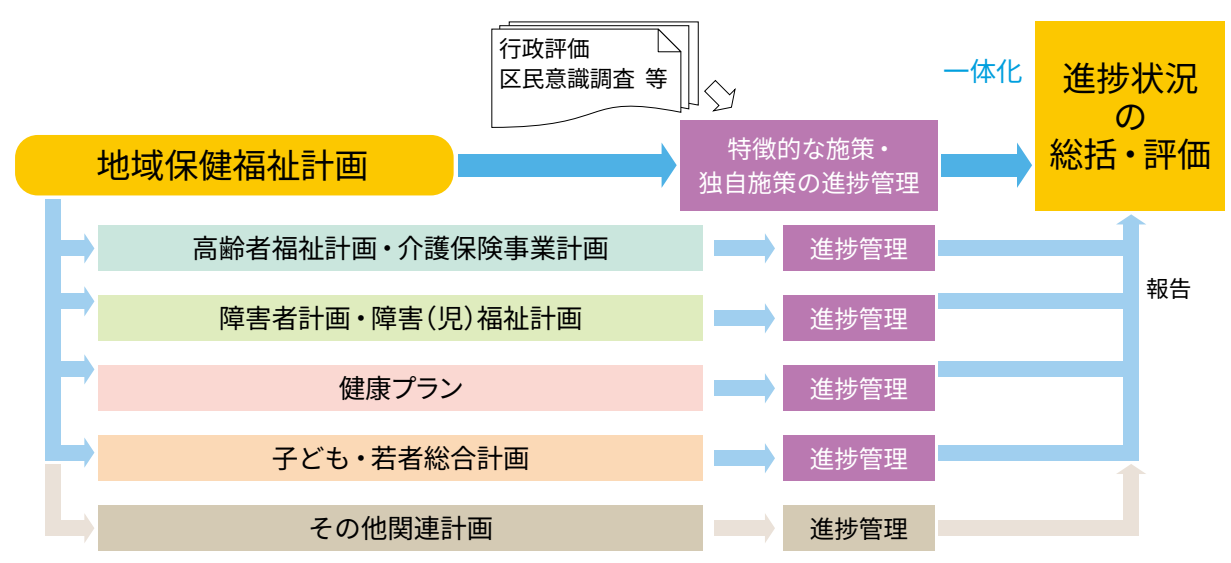 行政評価
区民意識調査 等
一体化
進捗状況
の
総括・評価
地域保健福祉計画
特徴的な施策・
独自施策の進捗管理
高齢者福祉計画・介護保険事業計画
進捗管理
報告
障害者計画・障害（児）福祉計画
進捗管理
健康プラン
進捗管理
子ども・若者総合計画
進捗管理
その他関連計画
進捗管理